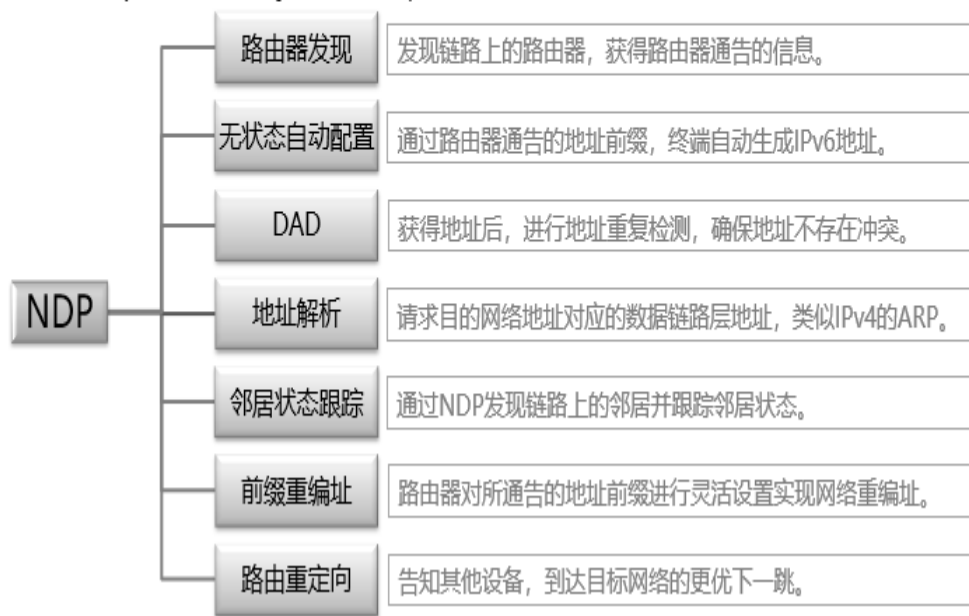 路由器发现
发现链路上的路由器，获得路由器通告的信息。
无状态自动配置
通过路由器通告的地址前缀，终端自动生成IPv6地址。
DAD
获得地址后，进行地址重复检测，确保地址不存在冲突。
NDP
地址解析
请求目的网络地址对应的数据链路层地址，类似IPv4的ARP。
邻居状态跟踪
通过NDP发现链路上的邻居并跟踪邻居状态。
前缀重编址
路由器对所通告的地址前缀进行灵活设置实现网络重编址。
路由重定向
告知其他设备，到达目标网络的更优下一跳。